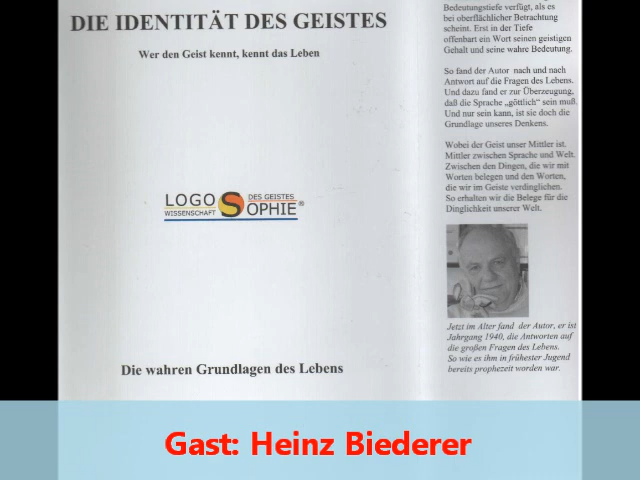 DIE IDENTITÄT DES GEISTES
Wer den Geist kennt, kennt das Leben
LOGO
WISSENSCHAFT
S
DES GEISTES
OPHIE®
Die wahren Grundlagen des Lebens
Bedeutungstiefe verfügt, als es
bei oberflächlicher Betrachtung
scheint. Erst in der Tiefe
offenbart ein Wort seinen geistigen
Gehalt und seine wahre Bedeutung.
So fand der Autor nach und nach
Antwort auf die Fragen des Lebens.
Und dazu fand er zur Überzeugung,
daß die Sprache „göttlich“ sein muß.
Und nur sein kann, ist sie doch die
Grundlage unseres Denkens.
Wobei der Geist unser Mittler ist.
Mittler zwischen Sprache und Welt.
Zwischen den Dingen, die wir mit
Worten belegen und den Worten,
die wir im Geiste verdinglichen.
So erhalten wir die Belege für die
Dinglichkeit unserer Welt.
Jetzt im Alter fand der Autor, er ist
Jahrgang 1940, die Antworten auf
die großen Fragen des Lebens.
So wie es ihm in frühester Jugend
bereits prophezeit worden war.
Gast: Heinz Biederer